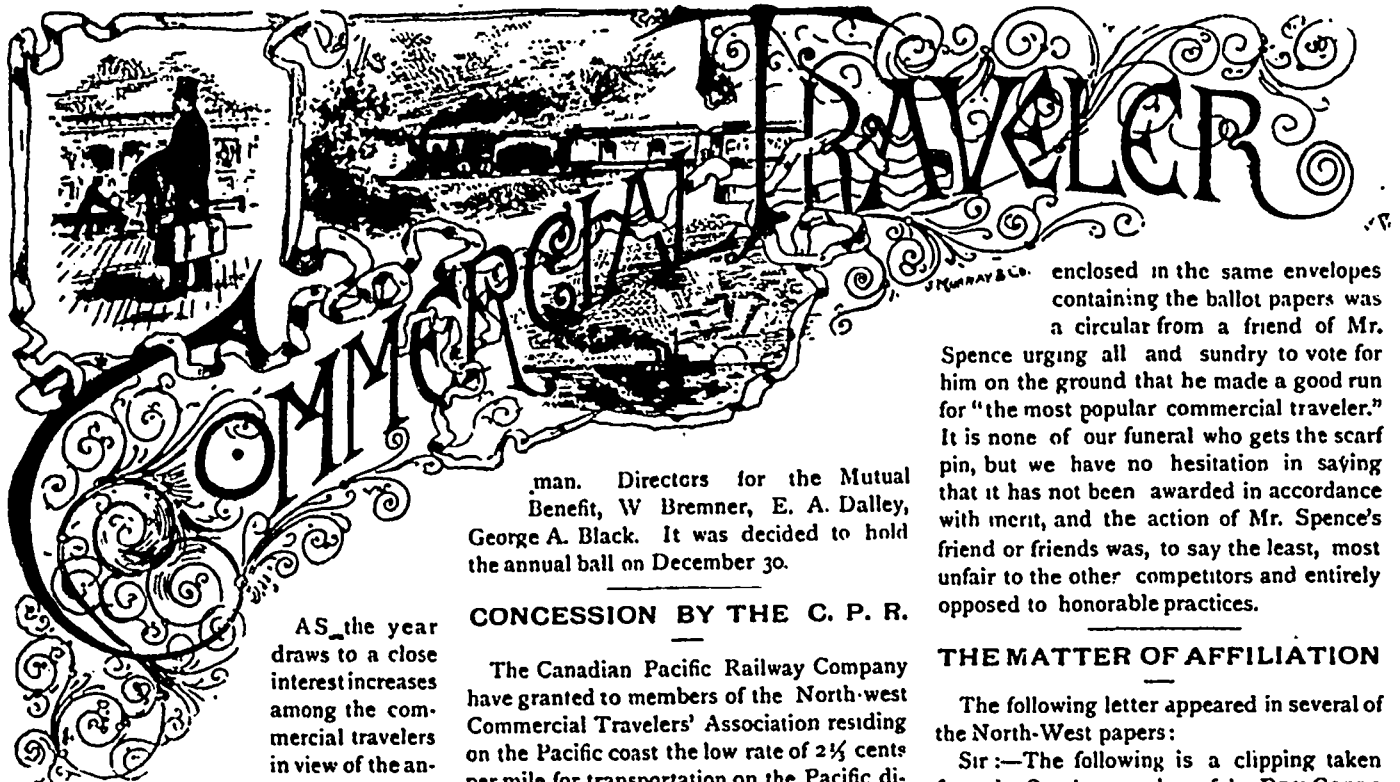 COMMERCIAL TRAVELER
J MURRAY & CO.
AS the year
draws to a close
interest increases
among the com-
mercial travelers
in view of the an-
man. Directors for the Mutual
Benefit, W Bremner, E. A. Dalley,
George A. Black. It was decided to hold
the annual ball on December 30.
CONCESSION BY THE C. P. R.
The Canadian Pacific Railway Company
have granted to members of the North-west
Commercial Travelers' Association residing
on the Pacific coast the low rate of 2½ cents
per mile for transportation on the Pacific di-
enclosed in the same envelopes
containing the ballot papers was
a circular from a friend of Mr.
Spence urging all and sundry to vote for
him on the ground that he made a good run
for "the most popular commercial traveler."
It is none of our funeral who gets the scarf
pin, but we have no hesitation in saying
that it has not been awarded in accordance
with merit, and the action of Mr. Spence's
friend or friends was, to say the least, most
unfair to the other competitors and entirely
opposed to honorable practices.
THE MATTER OF AFFILIATION
The following letter appeared in several of
the North-West papers:
Sir:—The following is a clipping taken